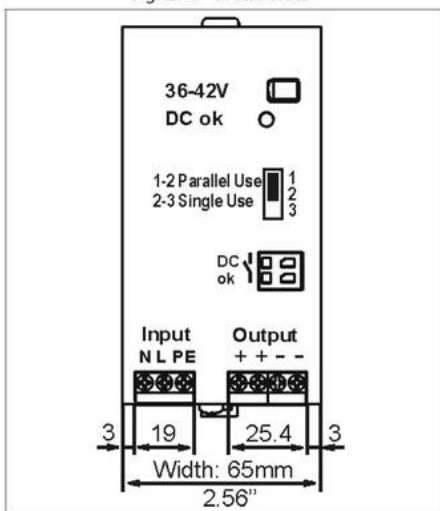 36-42V
DC ok
1-2 Parallel Use 1
2-3 Single Use 2
3
DC
ok
Input Output
N L PE + + - -
3 19 25.4 3
Width: 65mm
2.56"